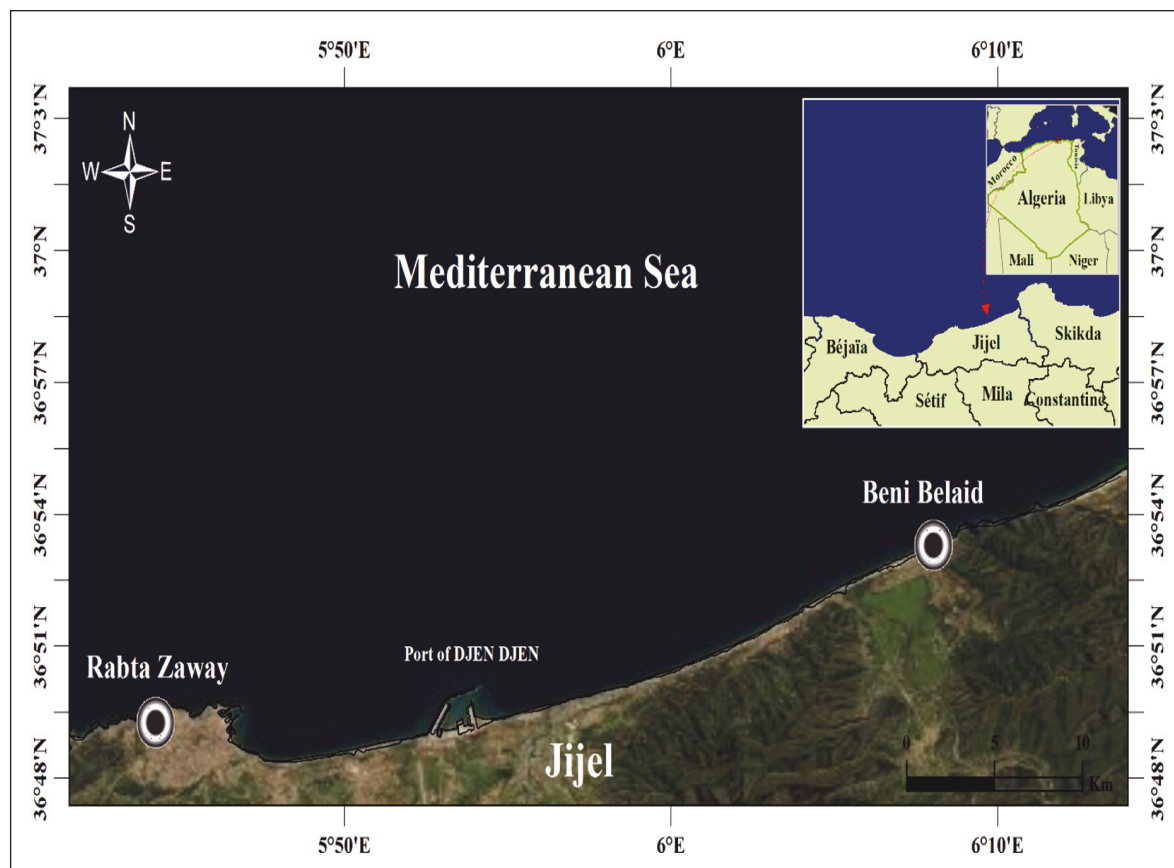 5°50'E
6°E
6°10'E
37°3'N
37°3'N
N
W
E
S
Morocco
Tunisia
Algeria
Libya
Mali
Niger
37°N
37°N
Mediterranean Sea
Béjaïa
Jijel
Skikda
Sétif
Mila
Constantine
36°57'N
36°57'N
Beni Belaid
36°54'N
36°54'N
36°51'N
36°51'N
Port of DJEN DJEN
Rabta Zaway
Jijel
0
5
10
Km
36°48'N
36°48'N
5°50'E
6°E
6°10'E